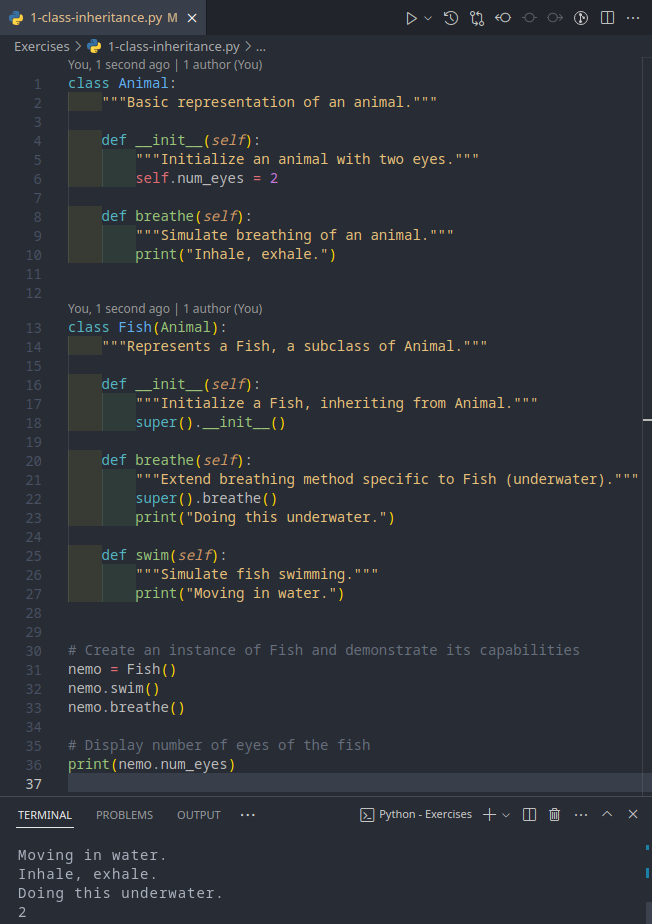 1-class-inheritance.py M
Exercises > 1-class-inheritance.py > ...
You, 1 second ago | 1 author (You)
1 class Animal:
2     """Basic representation of an animal."""
3
4     def __init__(self):
5         """Initialize an animal with two eyes."""
6         self.num_eyes = 2
7
8     def breathe(self):
9         """Simulate breathing of an animal."""
10         print("Inhale, exhale.")
11
12
You, 1 second ago | 1 author (You)
13 class Fish(Animal):
14     """Represents a Fish, a subclass of Animal."""
15
16     def __init__(self):
17         """Initialize a Fish, inheriting from Animal."""
18         super().__init__()
19
20     def breathe(self):
21         """Extend breathing method specific to Fish (underwater)."""
22         super().breathe()
23         print("Doing this underwater.")
24
25     def swim(self):
26         """Simulate fish swimming."""
27         print("Moving in water.")
28
29
30 # Create an instance of Fish and demonstrate its capabilities
31 nemo = Fish()
32 nemo.swim()
33 nemo.breathe()
34
35 # Display number of eyes of the fish
36 print(nemo.num_eyes)
37
TERMINAL PROBLEMS OUTPUT ... Python - Exercises
Moving in water.
Inhale, exhale.
Doing this underwater.
2